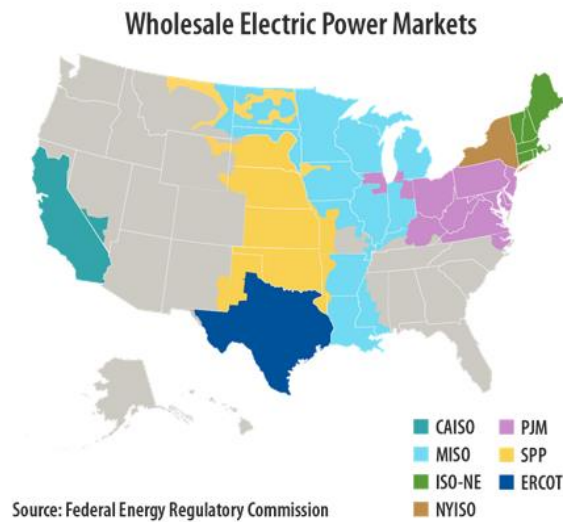 Wholesale Electric Power Markets
CAISO
PJM
MISO
SPP
ISO-NE
ERCOT
NYISO
Source: Federal Energy Regulatory Commission